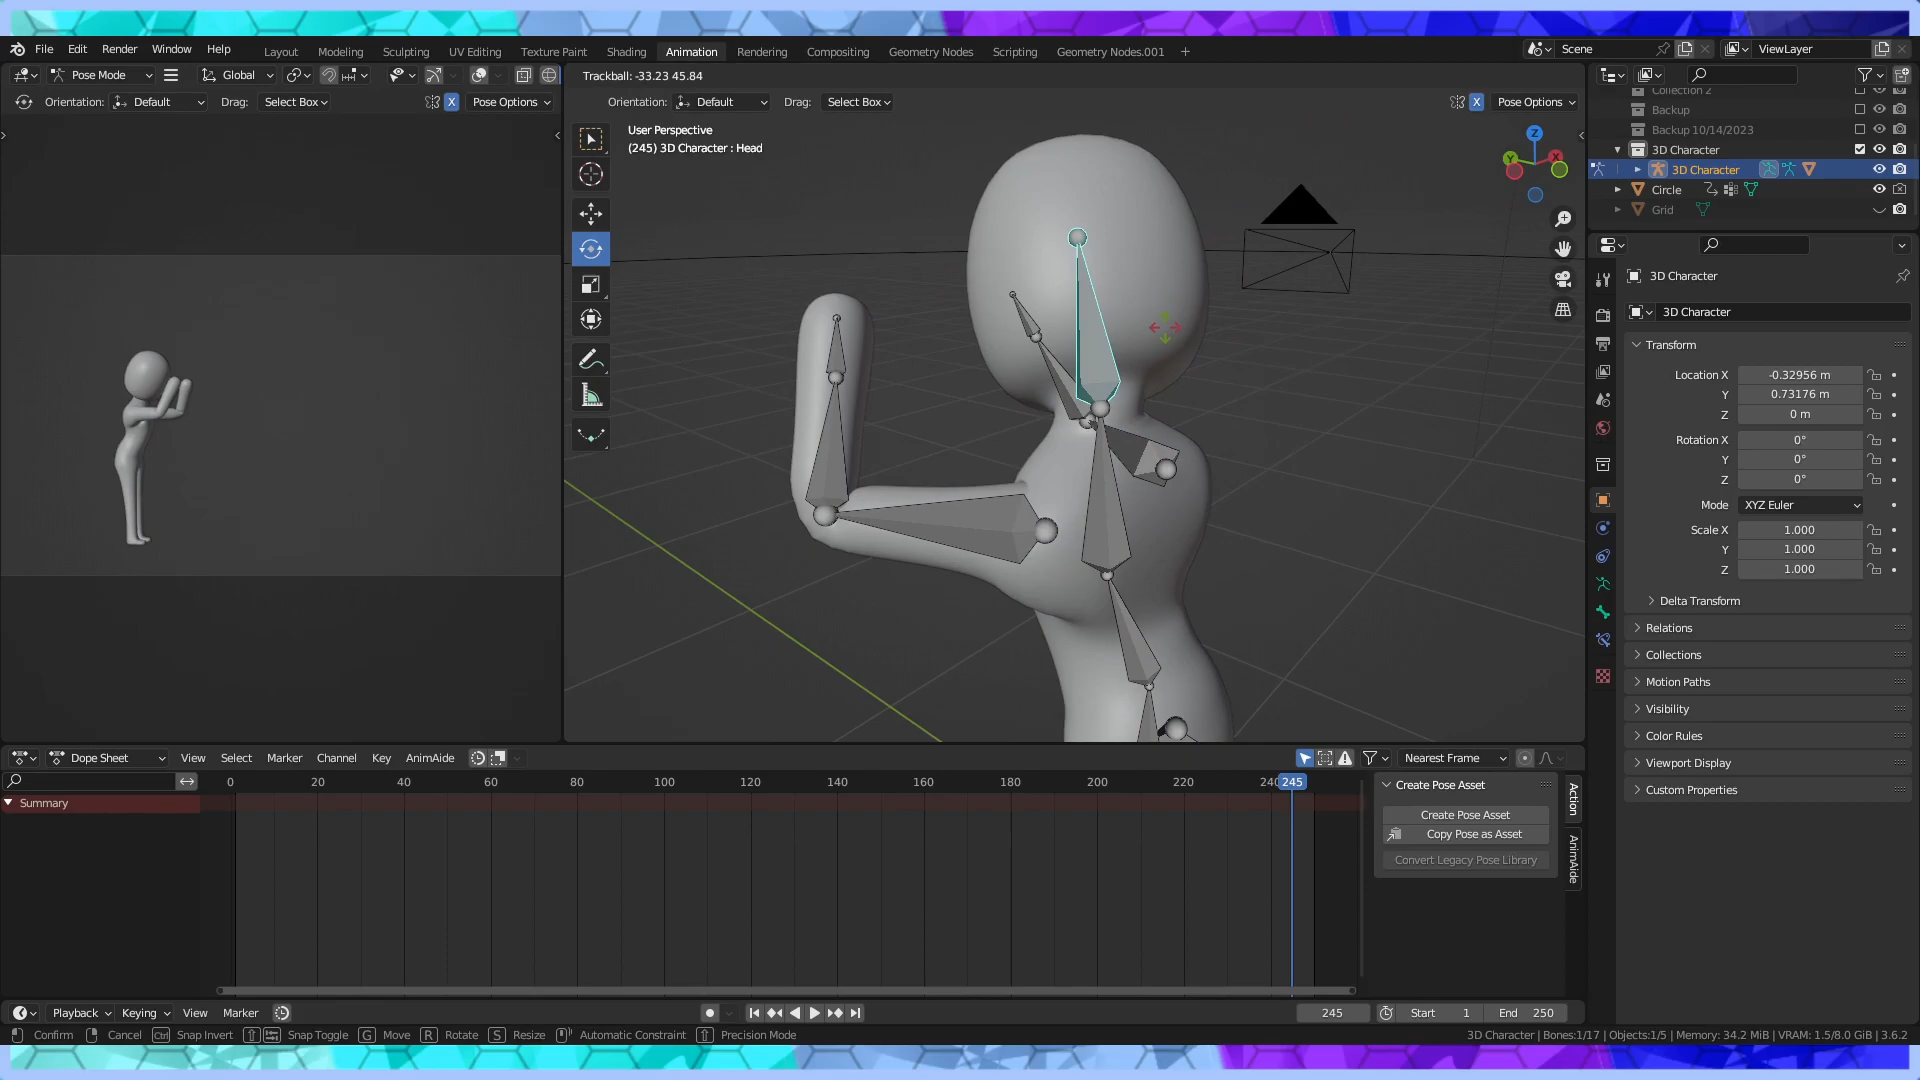 File Edit Render Window Help Layout Modeling Sculpting UV Editing Texture Paint Shading Animation Rendering Compositing Geometry Nodes Scripting Geometry Nodes.001 + Scene ViewLayer
Pose Mode Global Trackball: -33.23 45.84
Orientation: Default Drag: Select Box X Pose Options Orientation: Default Drag: Select Box X Pose Options
User Perspective
(245) 3D Character : Head
Z
Y
X
Collection 2
Backup
Backup 10/14/2023
3D Character
3D Character
Circle
Grid
3D Character
3D Character
Transform
Location X -0.32956 m
Y 0.73176 m
Z 0 m
Rotation X 0°
Y 0°
Z 0°
Mode XYZ Euler
Scale X 1.000
Y 1.000
Z 1.000
Delta Transform
Relations
Collections
Motion Paths
Visibility
Color Rules
Viewport Display
Custom Properties
Dope Sheet View Select Marker Channel Key AnimAide Nearest Frame
0 20 40 60 80 100 120 140 160 180 200 220 240 245
Summary
Create Pose Asset
Create Pose Asset
Copy Pose as Asset
Convert Legacy Pose Library
Action
AnimAide
Playback Keying View Marker 245 Start 1 End 250
Confirm Cancel Ctrl Snap Invert Snap Toggle G Move R Rotate S Resize Automatic Constraint Precision Mode 3D Character | Bones:1/17 | Objects:1/5 | Memory: 34.2 MiB | VRAM: 1.5/8.0 GiB | 3.6.2